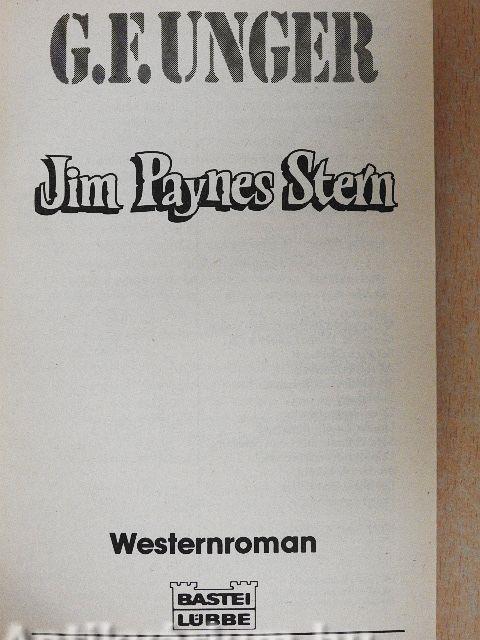 G.F. UNGER
Jim Paynes Stern
Westernroman
BASTEI
LÜBBE